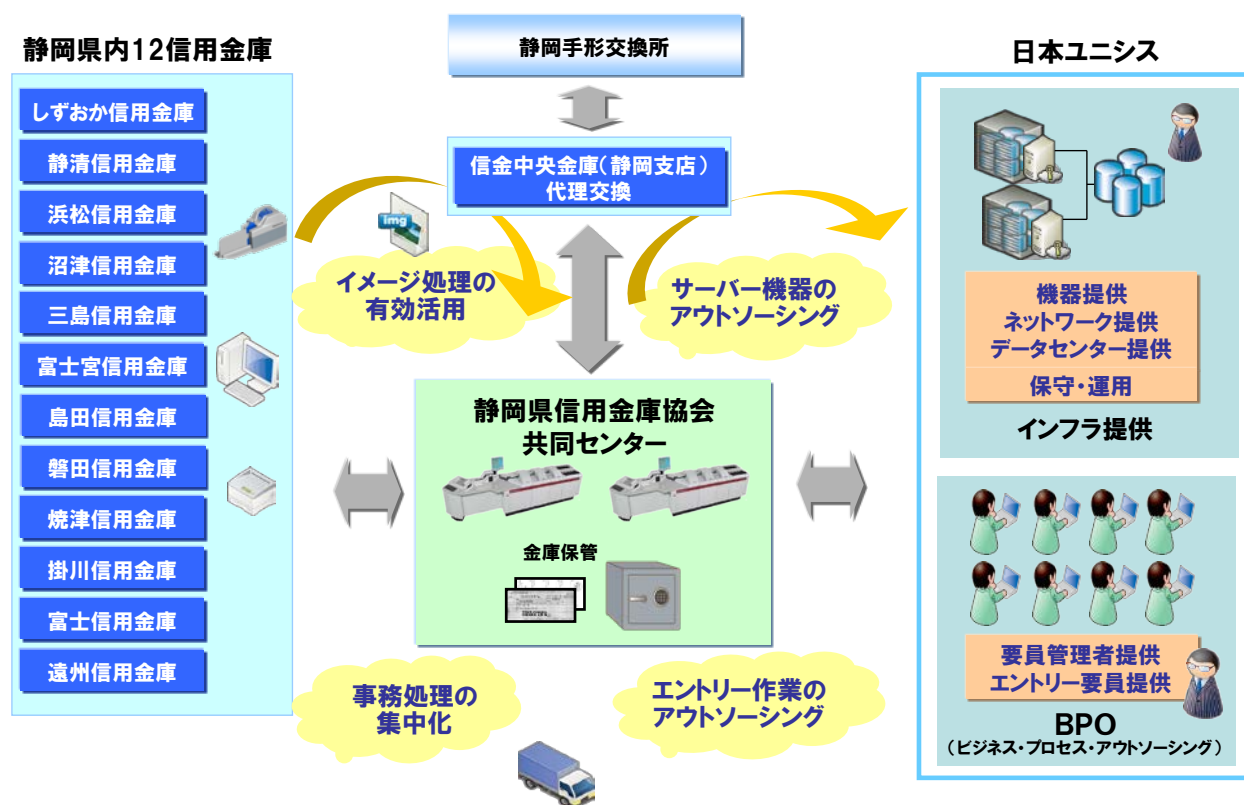 静岡県内12信用金庫
しずおか信用金庫
静清信用金庫
浜松信用金庫
沼津信用金庫
三島信用金庫
富士宮信用金庫
島田信用金庫
磐田信用金庫
焼津信用金庫
掛川信用金庫
富士信用金庫
遠州信用金庫
静岡手形交換所
信金中央金庫(静岡支店)
代理交換
img
イメージ処理の
有効活用
サーバー機器の
アウトソーシング
静岡県信用金庫協会
共同センター
金庫保管
事務処理の
集中化
エントリー作業の
アウトソーシング
日本ユニシス
機器提供
ネットワーク提供
データセンター提供
保守・運用
インフラ提供
要員管理者提供
エントリー要員提供
BPO
(ビジネス・プロセス・アウトソーシング)